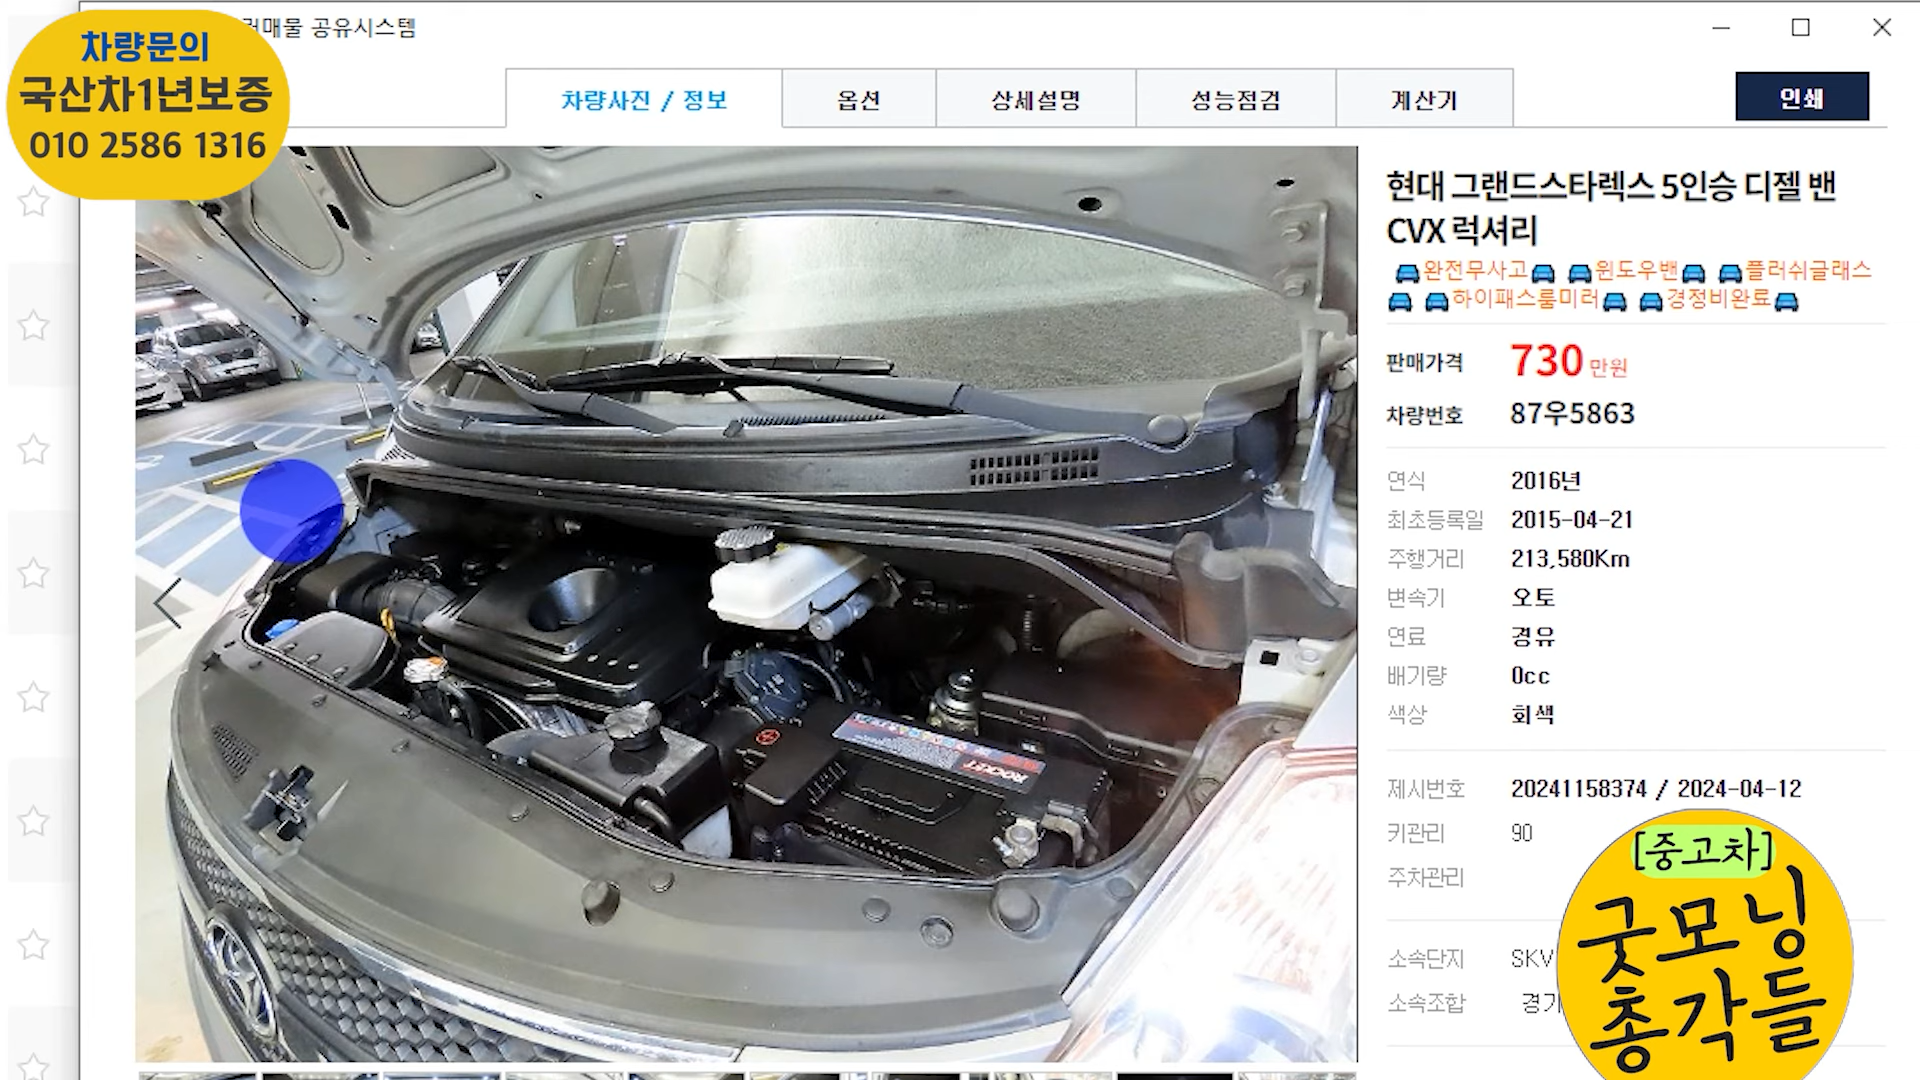 차량문의
국산차1년보증
010 2586 1316
매물 공유시스템
차량사진 / 정보
옵션
상세설명
성능점검
계산기
인쇄
현대 그랜드스타렉스 5인승 디젤 밴
CVX 럭셔리
🚘완전무사고🚘 🚘윈도우밴🚘 🚘플러쉬글래스
🚘 🚘하이패스룸미러🚘 🚘경정비완료🚘
판매가격 730 만원
차량번호 87우5863
연식 2016년
최초등록일 2015-04-21
주행거리 213,580Km
변속기 오토
연료 경유
배기량 0cc
색상 회색
제시번호 20241158374 / 2024-04-12
키관리 90
주차관리
소속단지 SKV
소속조합 경기
[중고차]
굿모닝
총각들
ROCKET